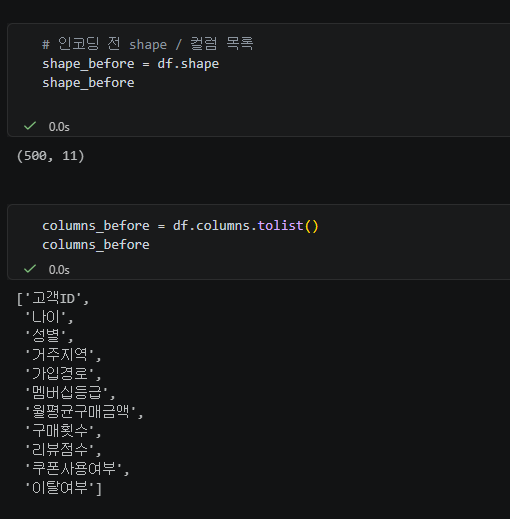 # 인코딩 전 shape / 컬럼 목록
shape_before = df.shape
shape_before
0.0s
(500, 11)
columns_before = df.columns.tolist()
columns_before
0.0s
['고객ID',
'나이',
'성별',
'거주지역',
'가입경로',
'멤버십등급',
'월평균구매금액',
'구매횟수',
'리뷰점수',
'쿠폰사용여부',
'이탈여부']